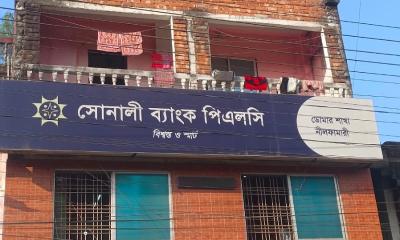 সোনালী ব্যাংক পিএলসি
বিশ্বস্ত ও স্মার্ট
ডোমার শাখা
নীলফামারী